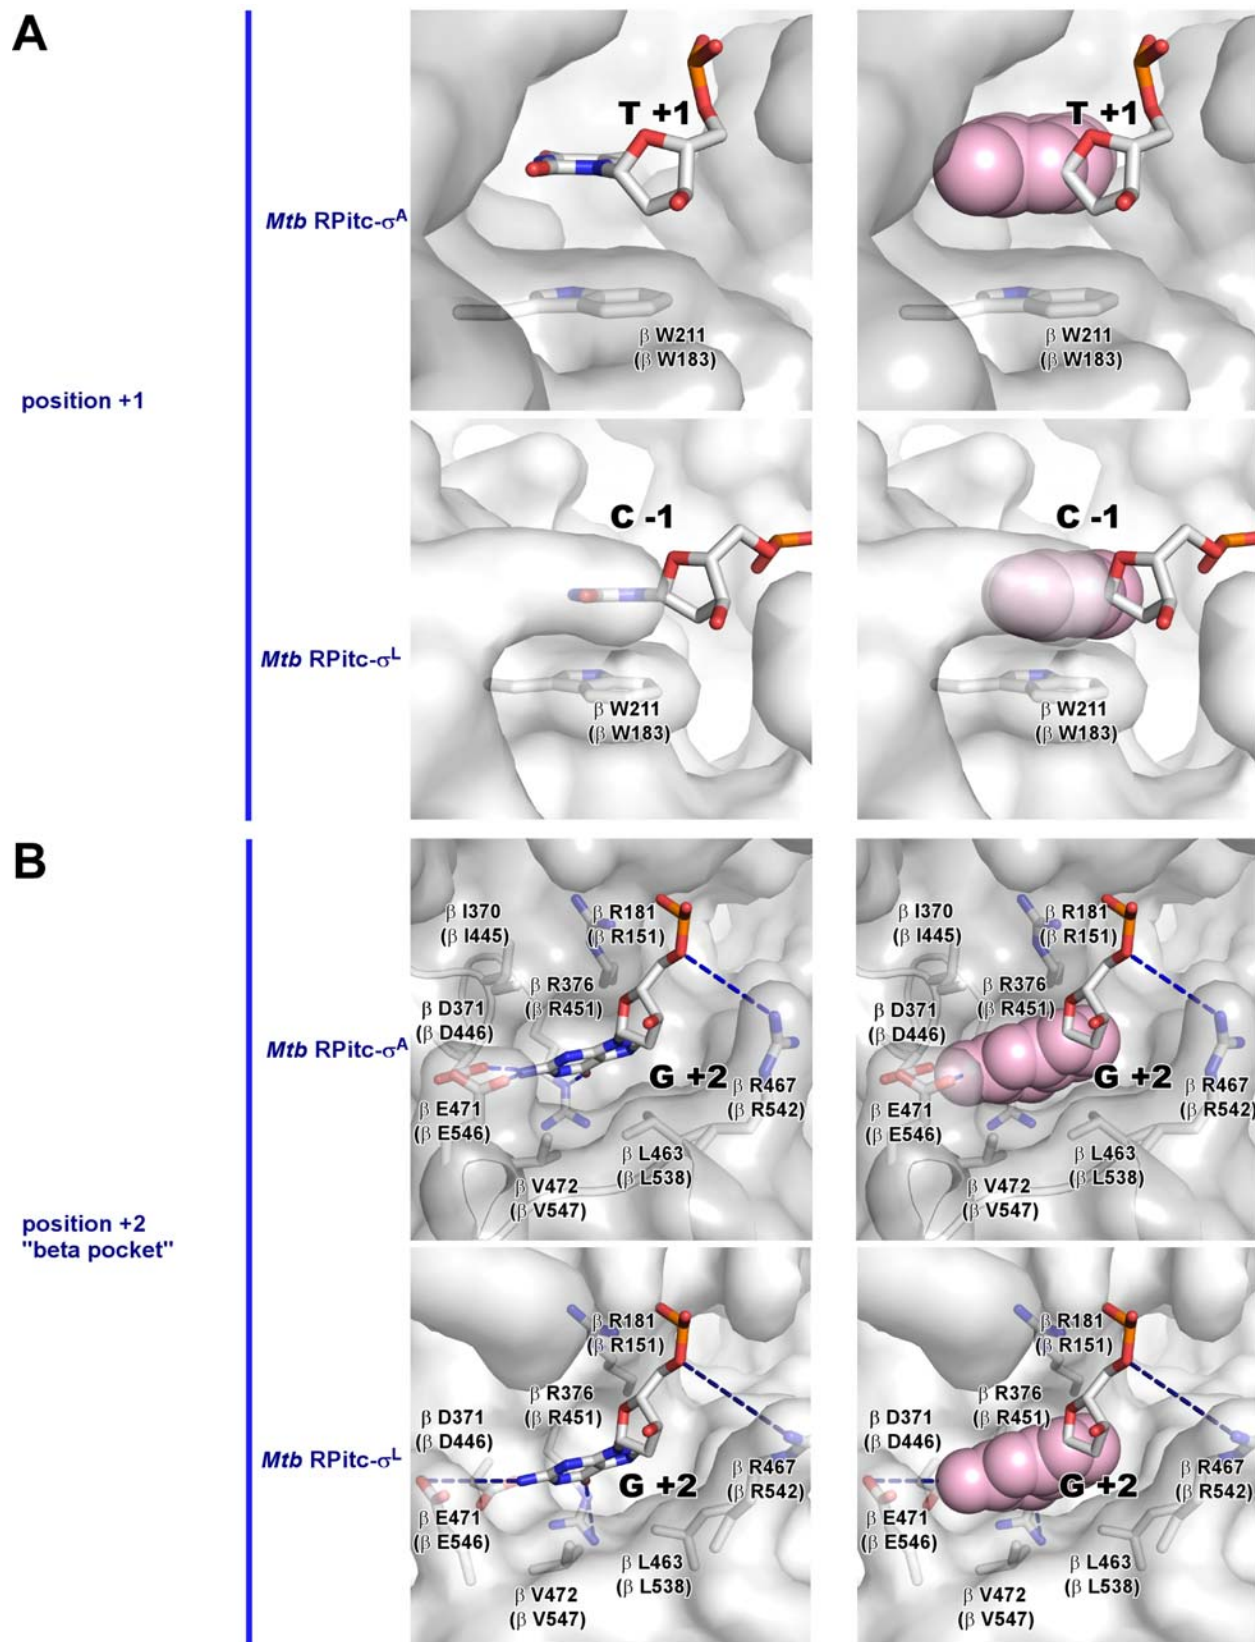 A
position +1
Mtb RPitc-σA
T +1
β W211
(β W183)
T +1
β W211
(β W183)
Mtb RPitc-σL
C -1
β W211
(β W183)
C -1
β W211
(β W183)
B
position +2
"beta pocket"
Mtb RPitc-σA
β I370
(β I445)
β R181
(β R151)
β R376
(β R451)
β D371
(β D446)
G +2
β R467
(β R542)
β E471
(β E546)
β L463
(β L538)
β V472
(β V547)
β I370
(β I445)
β R181
(β R151)
β R376
(β R451)
β D371
(β D446)
G +2
β R467
(β R542)
β E471
(β E546)
β L463
(β L538)
β V472
(β V547)
Mtb RPitc-σL
β R181
(β R151)
β R376
(β R451)
β D371
(β D446)
G +2
β R467
(β R542)
β E471
(β E546)
β L463
(β L538)
β V472
(β V547)
β R181
(β R151)
β R376
(β R451)
β D371
(β D446)
G +2
β R467
(β R542)
β E471
(β E546)
β L463
(β L538)
β V472
(β V547)